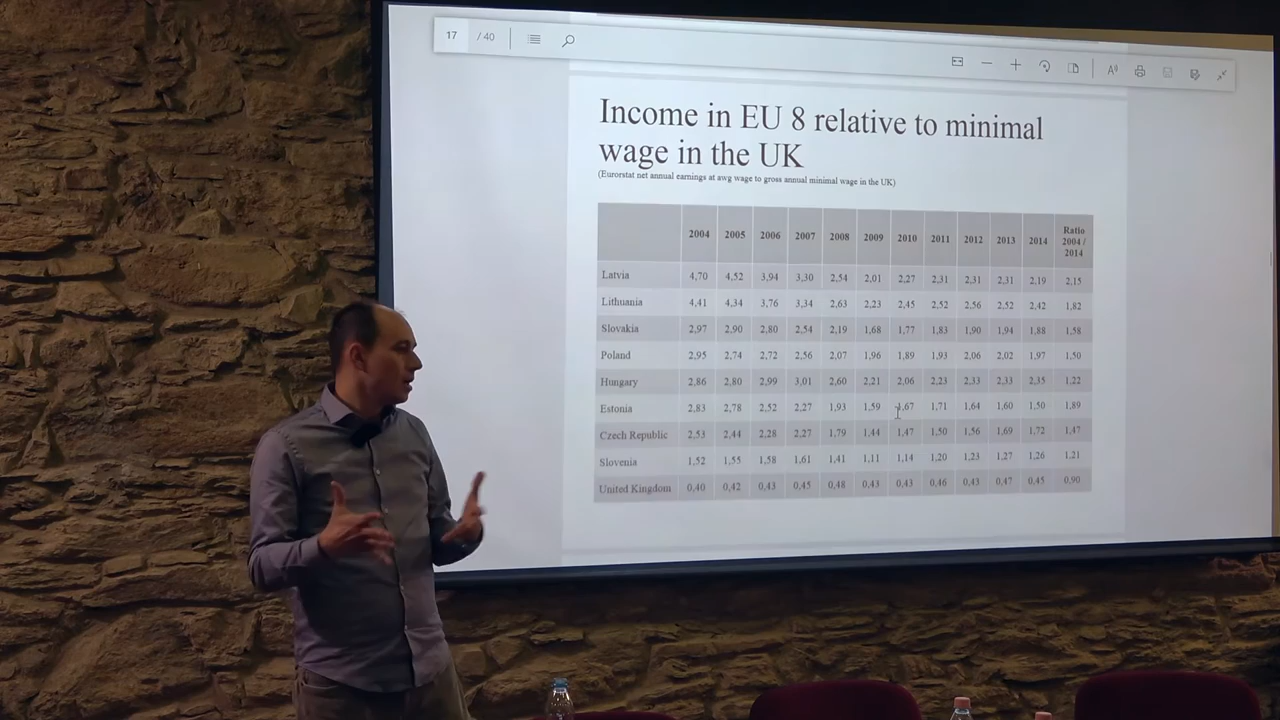 17 / 40
Income in EU 8 relative to minimal
wage in the UK
(Eurorstat net annual earnings at awg wage to gross annual minimal wage in the UK)
2004 2005 2006 2007 2008 2009 2010 2011 2012 2013 2014 Ratio 2004 / 2014
Latvia 4,70 4,52 3,94 3,30 2,54 2,01 2,27 2,31 2,31 2,31 2,19 2,15
Lithuania 4,41 4,34 3,76 3,34 2,63 2,23 2,45 2,52 2,56 2,52 2,42 1,82
Slovakia 2,97 2,90 2,80 2,54 2,19 1,68 1,77 1,83 1,90 1,94 1,88 1,58
Poland 2,95 2,74 2,72 2,56 2,07 1,96 1,89 1,93 2,06 2,02 1,97 1,50
Hungary 2,86 2,80 2,99 3,01 2,60 2,21 2,06 2,23 2,33 2,33 2,35 1,22
Estonia 2,83 2,78 2,52 2,27 1,93 1,59 1,67 1,71 1,64 1,60 1,50 1,89
Czech Republic 2,53 2,44 2,28 2,27 1,79 1,44 1,47 1,50 1,56 1,69 1,72 1,47
Slovenia 1,52 1,55 1,58 1,61 1,41 1,11 1,14 1,20 1,23 1,27 1,26 1,21
United Kingdom 0,40 0,42 0,43 0,45 0,48 0,43 0,43 0,46 0,43 0,47 0,45 0,90